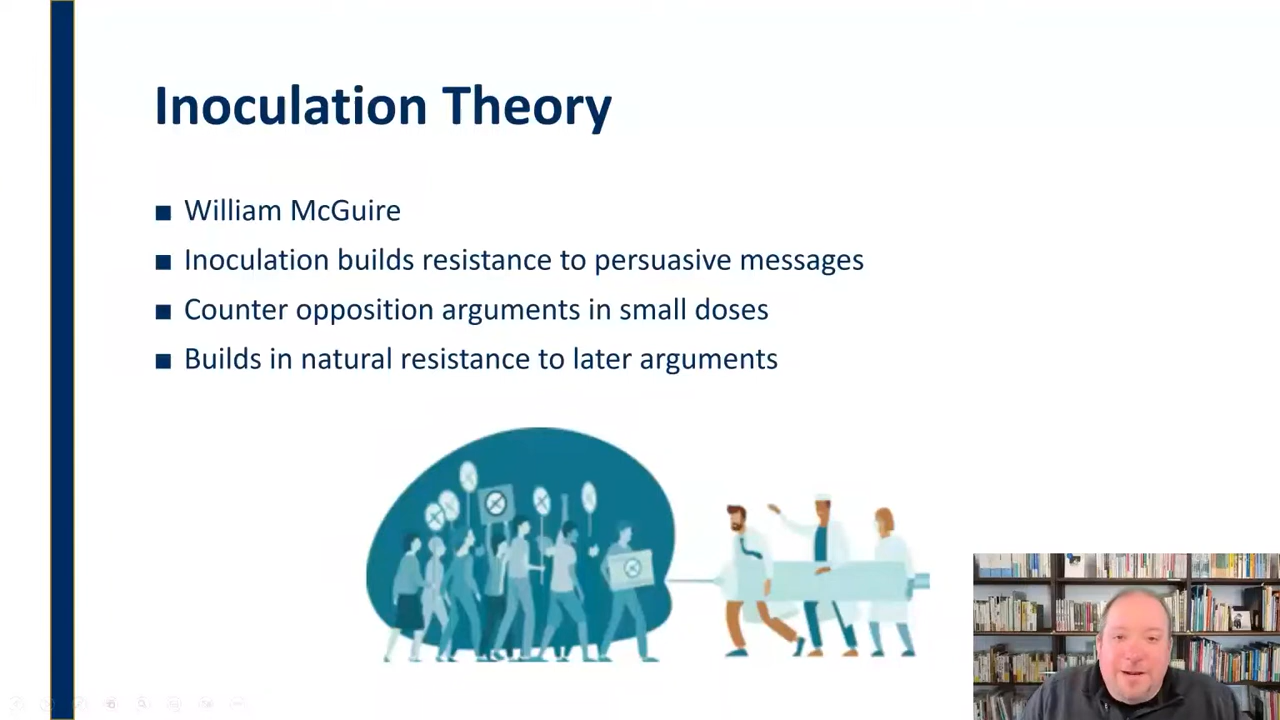 Inoculation Theory
William McGuire
Inoculation builds resistance to persuasive messages
Counter opposition arguments in small doses
Builds in natural resistance to later arguments